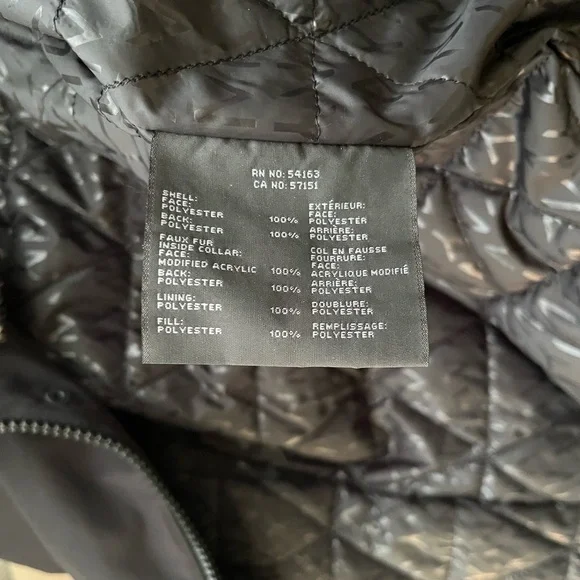 RN NO: 54163
CA NO: 57151
SHELL:
FACE:
POLYESTER 100%
BACK:
POLYESTER 100%
FAUX FUR
INSIDE COLLAR:
FACE:
MODIFIED ACRYLIC 100%
BACK:
POLYESTER 100%
LINING:
POLYESTER 100%
FILL:
POLYESTER 100%
EXTÉRIEUR:
FACE:
POLYESTER
ARRIÈRE:
POLYESTER
COL EN FAUSSE
FOURRURE:
FACE:
ACRYLIQUE MODIFIÉ
ARRIÈRE:
POLYESTER
DOUBLURE:
POLYESTER
REMPLISSAGE:
POLYESTER